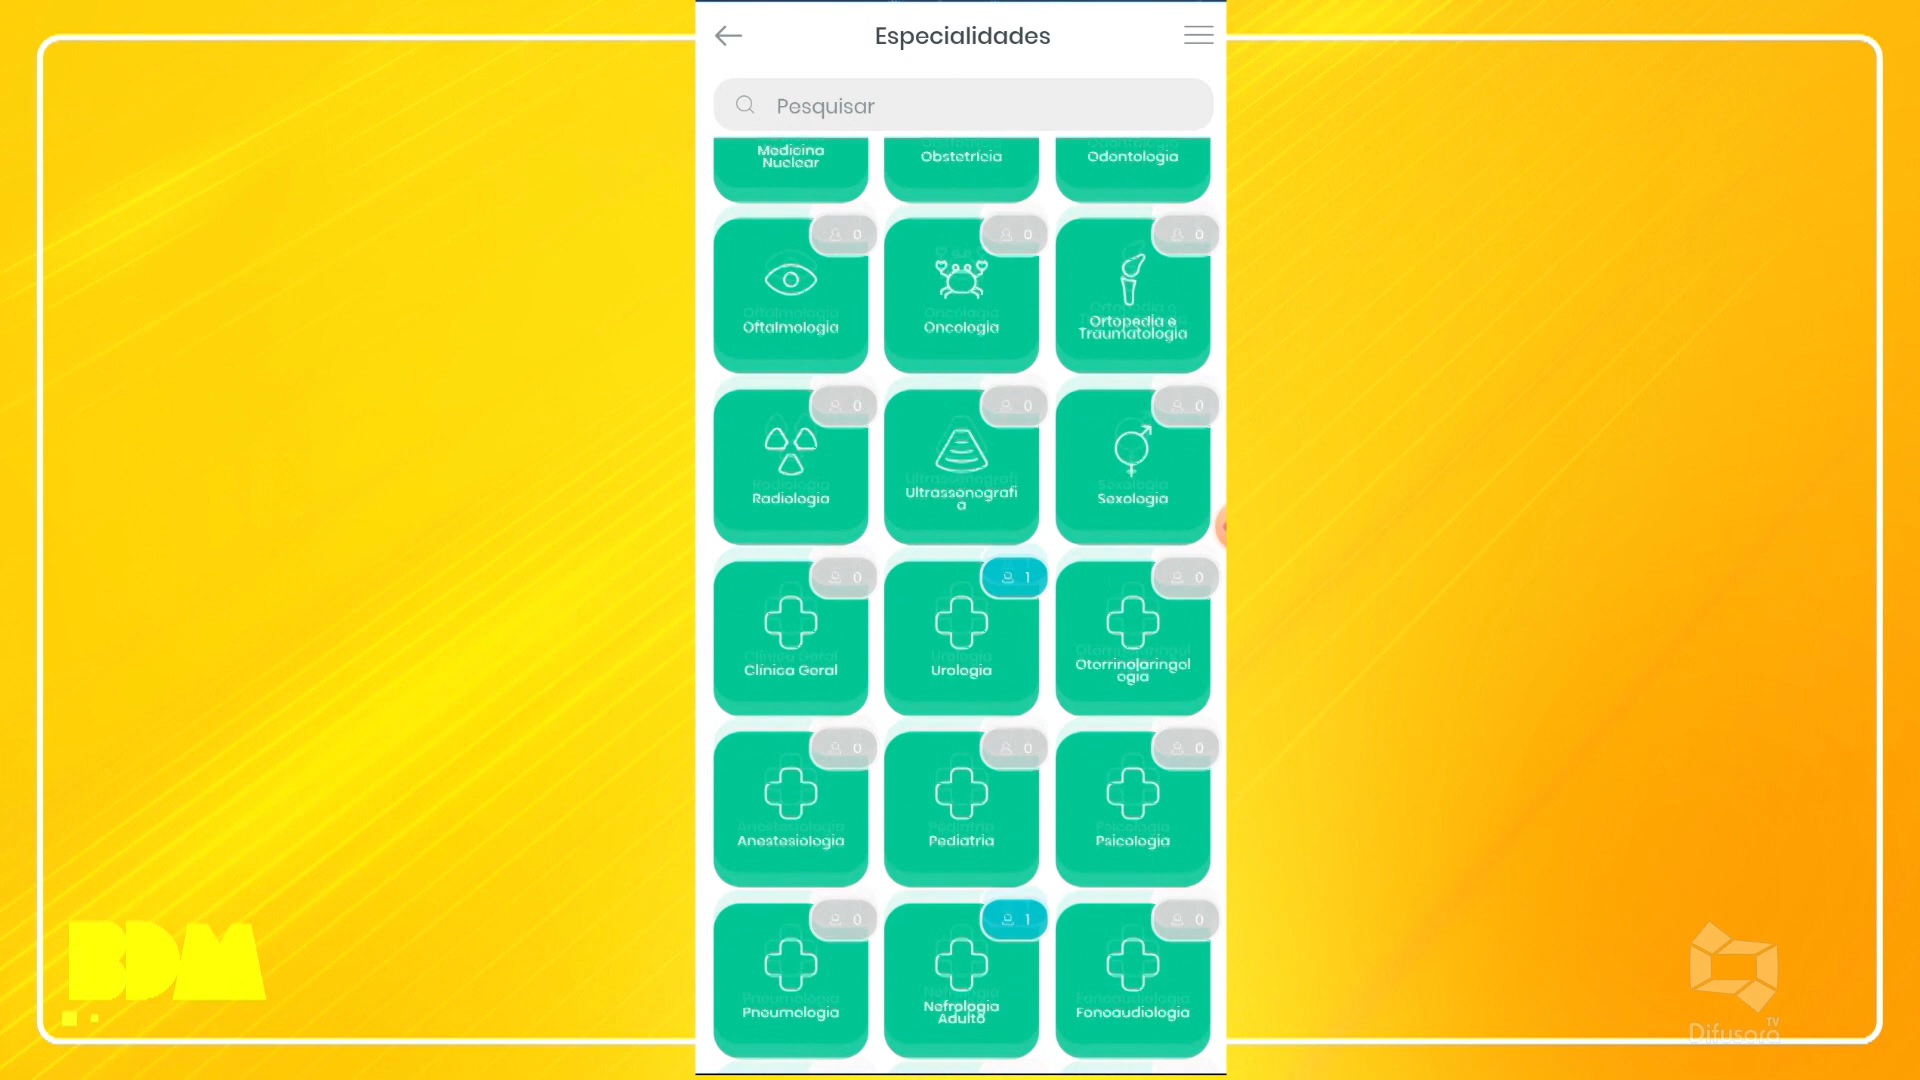 Especialidades
Pesquisar
Medicina
Nuclear
Obstetrícia
Odontologia
0
0
0
Oftalmologia
Oncologia
Ortopedia e
Traumatologia
0
0
0
Radiologia
Ultrassonografi
a
Sexologia
0
1
0
Clínica Geral
Urologia
Otorrinolaringol
ogia
0
0
0
Anestesiologia
Pediatria
Psicologia
0
1
0
Pneumologia
Nefrologia
Adulto
Fonoaudiologia
BDM
TV
Difusora